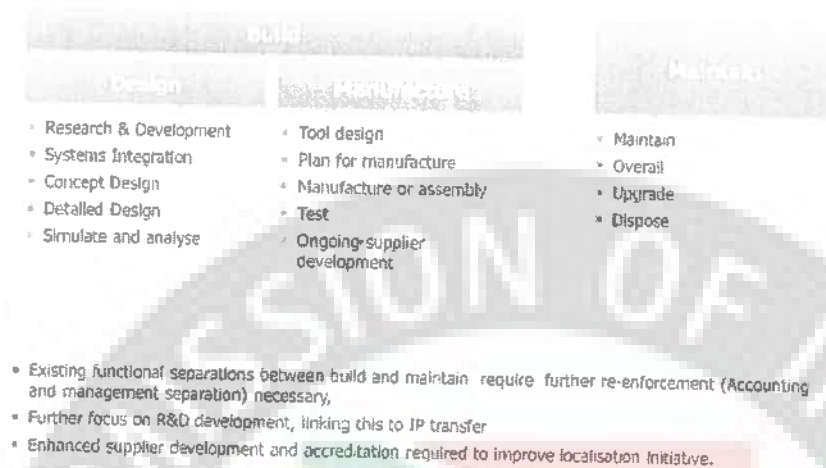 Build
Design
Manufacture
Maintain
- Research & Development
• Systems Integration
- Concept Design
• Detailed Design
- Simulate and analyse
• Tool design
• Plan for manufacture
• Manufacture or assembly
- Test
- Ongoing supplier
development
• Maintain
- Overall
• Upgrade
• Dispose
SSION OF
• Existing functional separations between build and maintain require further re-enforcement (Accounting
and management separation) necessary,
• Further focus on R&D development, linking this to IP transfer
• Enhanced supplier development and accreditation required to improve localisation initiative.